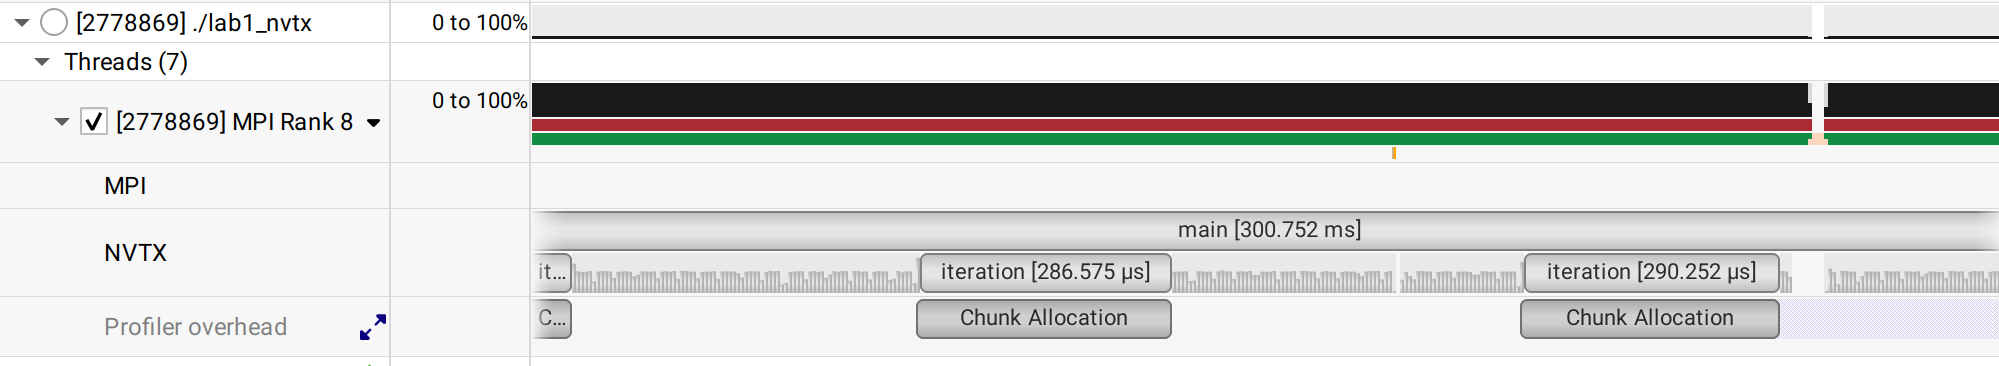 [2778869] ./lab1_nvtx 0 to 100%
Threads (7)
[2778869] MPI Rank 8 0 to 100%
MPI
NVTX main [300.752 ms]
it... iteration [286.575 µs] iteration [290.252 µs]
Profiler overhead C... Chunk Allocation Chunk Allocation